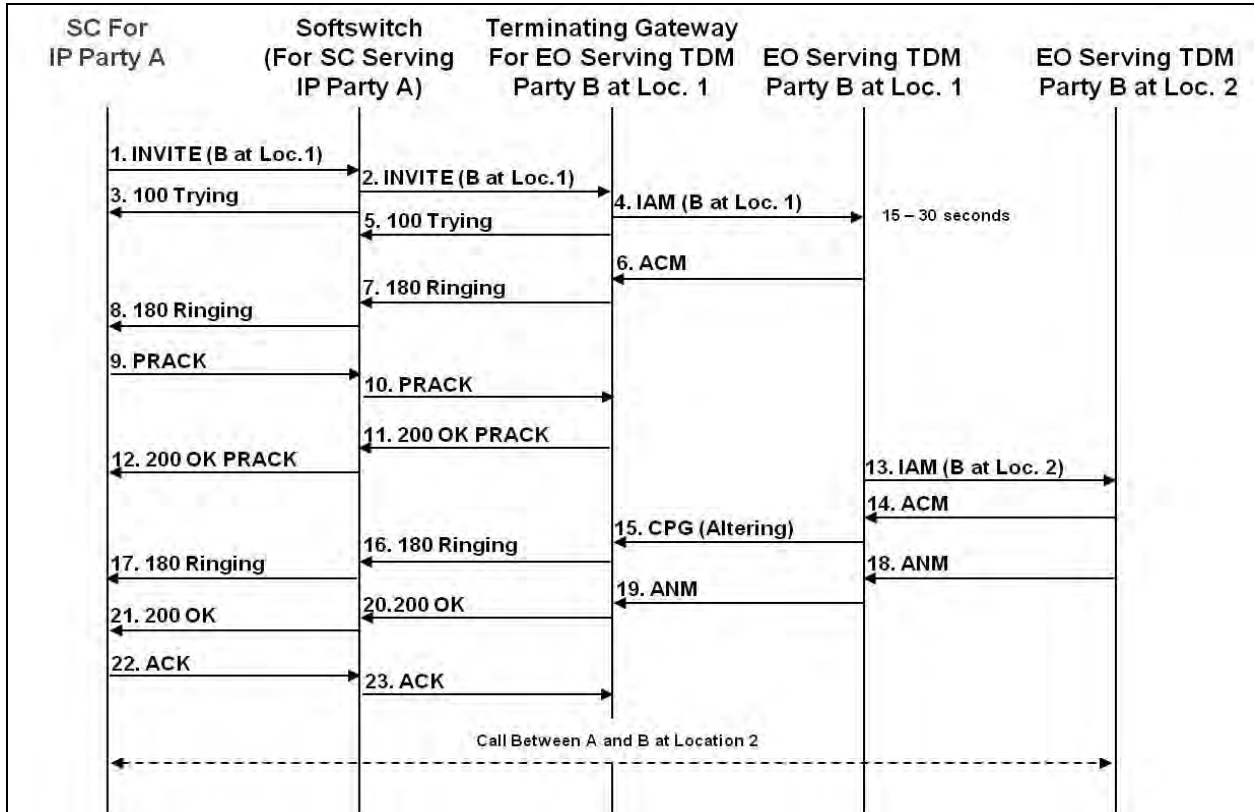 SC For
IP Party A
Softswitch
(For SC Serving
IP Party A)
Terminating Gateway
For EO Serving TDM
Party B at Loc. 1
EO Serving TDM
Party B at Loc. 1
EO Serving TDM
Party B at Loc. 2
1. INVITE (B at Loc.1)
2. INVITE (B at Loc.1)
3. 100 Trying
4. IAM (B at Loc. 1)
15 – 30 seconds
5. 100 Trying
6. ACM
7. 180 Ringing
8. 180 Ringing
9. PRACK
10. PRACK
11. 200 OK PRACK
12. 200 OK PRACK
13. IAM (B at Loc. 2)
14. ACM
15. CPG (Altering)
16. 180 Ringing
17. 180 Ringing
18. ANM
19. ANM
20.200 OK
21. 200 OK
22. ACK
23. ACK
Call Between A and B at Location 2